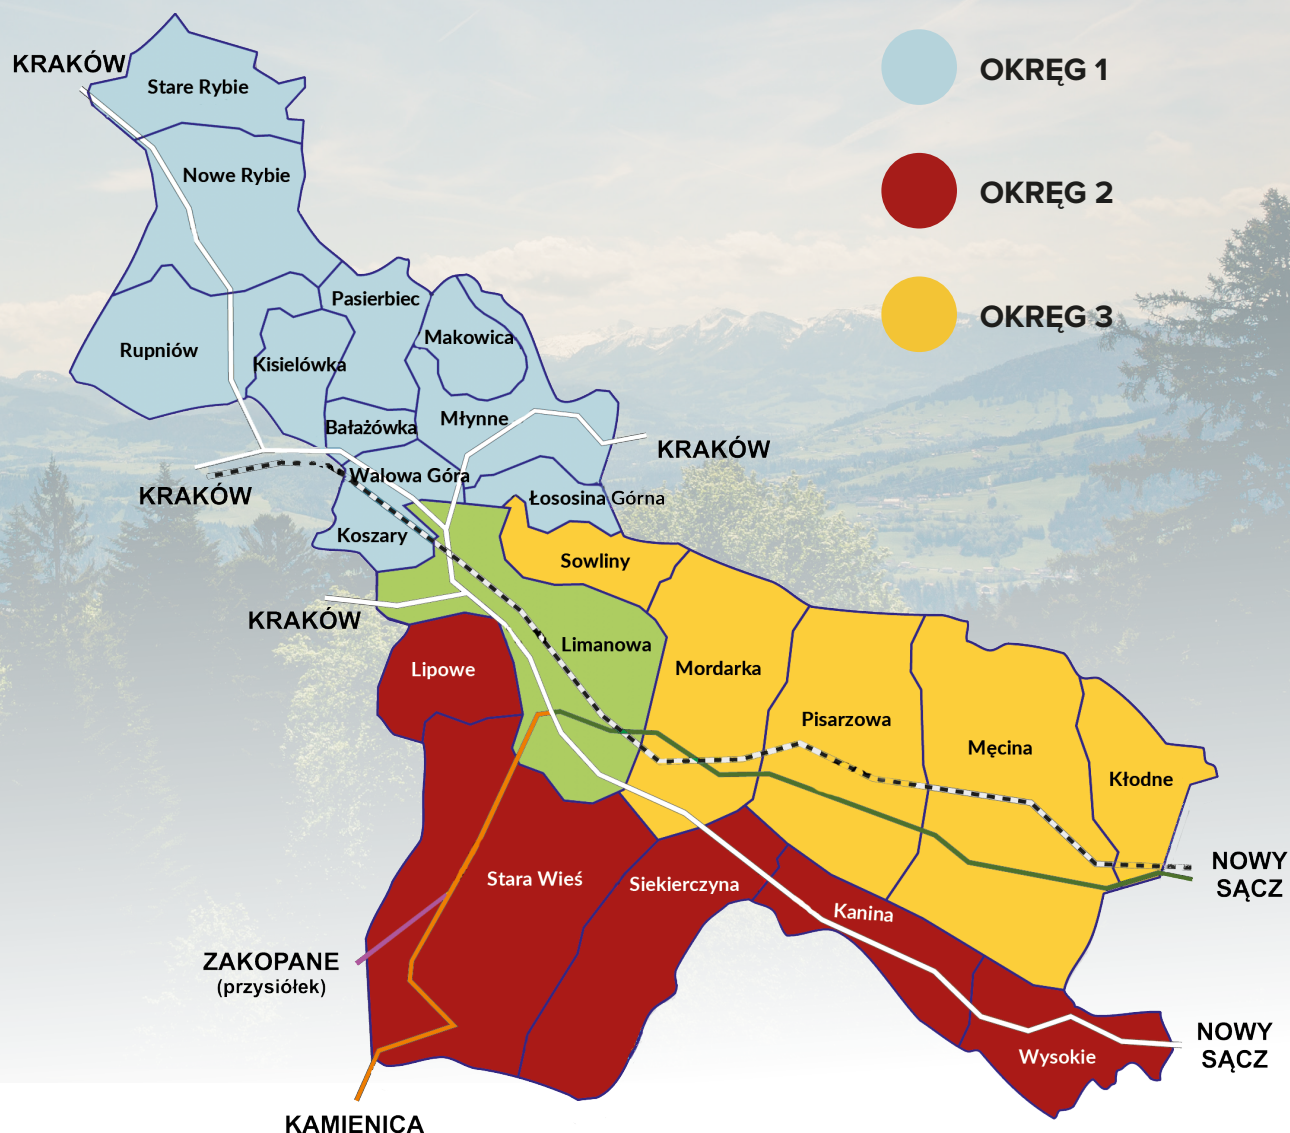 KRAKÓW
Stare Rybie
OKRĘG 1
Nowe Rybie
OKRĘG 2
Pasierbiec
OKRĘG 3
Makowica
Rupniów
Kisielówka
Młynne
Bałażówka
KRAKÓW
Walowa Góra
KRAKÓW
Łososina Górna
Koszary
Sowliny
KRAKÓW
Limanowa
Lipowe
Mordarka
Pisarzowa
Męcina
Kłodne
NOWY
SĄCZ
Stara Wieś
Siekierczyna
Kanina
ZAKOPANE
(przysiółek)
NOWY
SĄCZ
Wysokie
KAMIENICA